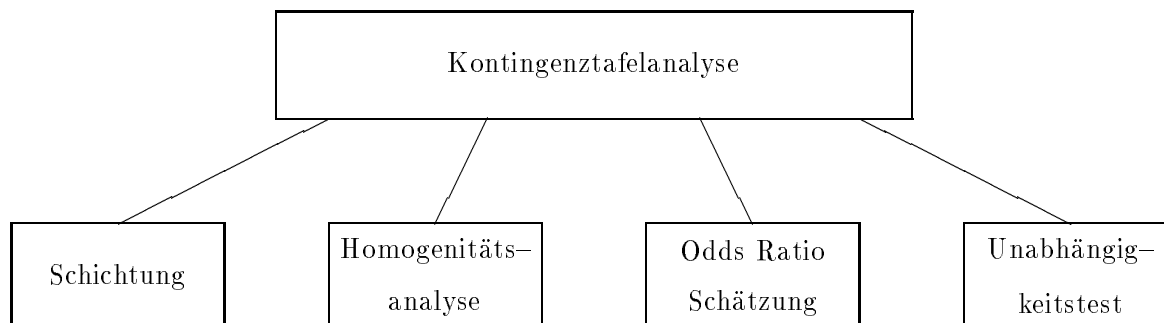 Kontingenztafelanalyse
Schichtung
Homogenitäts–
analyse
Odds Ratio
Schätzung
Unabhängig–
keitstest